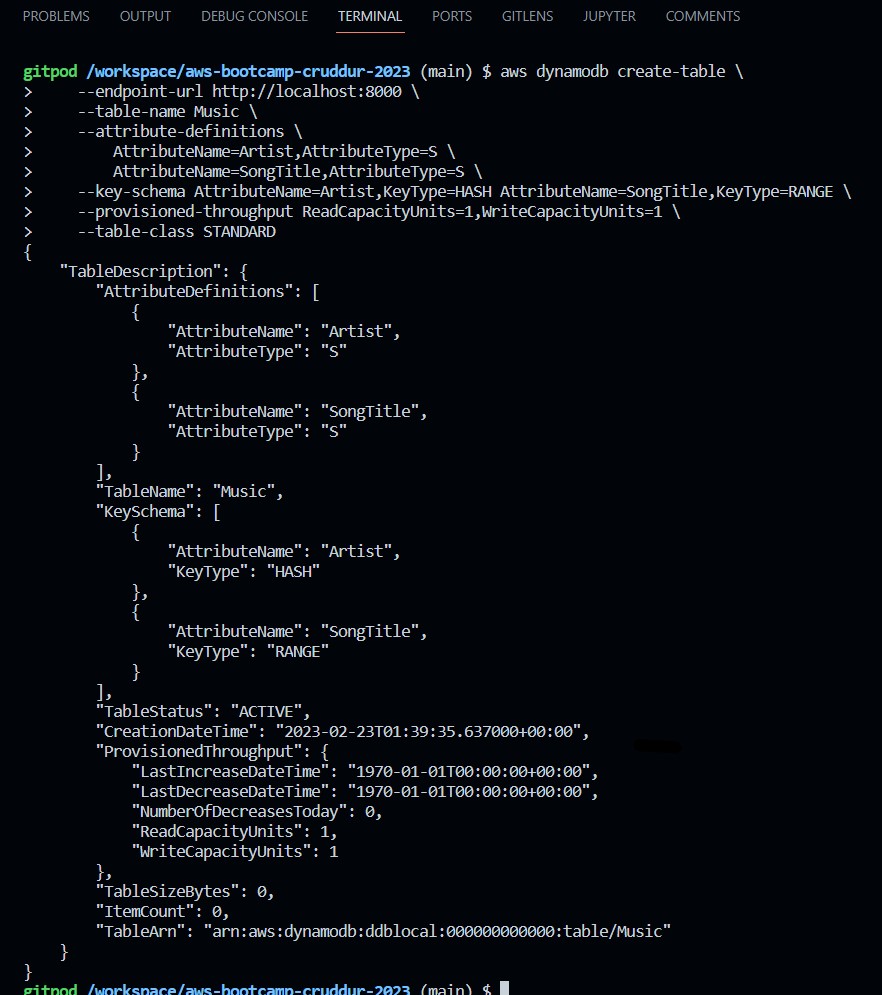 PROBLEMS OUTPUT DEBUG CONSOLE TERMINAL PORTS GITLENS JUPYTER COMMENTS
gitpod /workspace/aws-bootcamp-cruddur-2023 (main) $ aws dynamodb create-table \
>     --endpoint-url http://localhost:8000 \
>     --table-name Music \
>     --attribute-definitions \
>         AttributeName=Artist,AttributeType=S \
>         AttributeName=SongTitle,AttributeType=S \
>     --key-schema AttributeName=Artist,KeyType=HASH AttributeName=SongTitle,KeyType=RANGE \
>     --provisioned-throughput ReadCapacityUnits=1,WriteCapacityUnits=1 \
>     --table-class STANDARD
{
    "TableDescription": {
        "AttributeDefinitions": [
            {
                "AttributeName": "Artist",
                "AttributeType": "S"
            },
            {
                "AttributeName": "SongTitle",
                "AttributeType": "S"
            }
        ],
        "TableName": "Music",
        "KeySchema": [
            {
                "AttributeName": "Artist",
                "KeyType": "HASH"
            },
            {
                "AttributeName": "SongTitle",
                "KeyType": "RANGE"
            }
        ],
        "TableStatus": "ACTIVE",
        "CreationDateTime": "2023-02-23T01:39:35.637000+00:00",
        "ProvisionedThroughput": {
            "LastIncreaseDateTime": "1970-01-01T00:00:00+00:00",
            "LastDecreaseDateTime": "1970-01-01T00:00:00+00:00",
            "NumberOfDecreasesToday": 0,
            "ReadCapacityUnits": 1,
            "WriteCapacityUnits": 1
        },
        "TableSizeBytes": 0,
        "ItemCount": 0,
        "TableArn": "arn:aws:dynamodb:ddblocal:000000000000:table/Music"
    }
}
gitpod /workspace/aws-bootcamp-cruddur-2023 (main) $